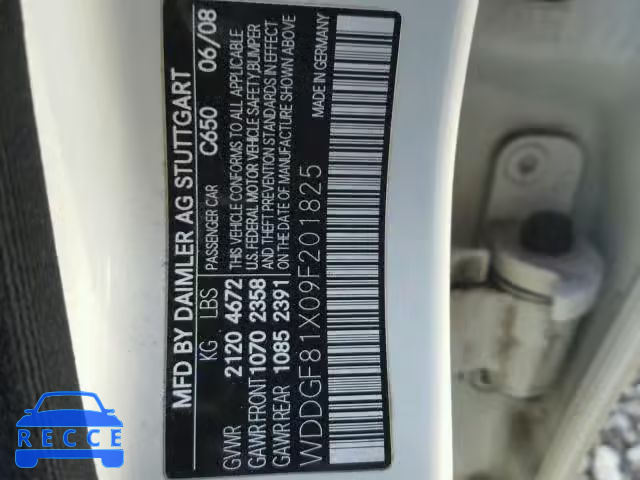 MFD BY DAIMLER AG STUTTGART
KG LBS PASSENGER CAR C650 06/08
GVWR 2120 4672 THIS VEHICLE CONFORMS TO ALL APPLICABLE
GAWR FRONT 1070 2358 U.S. FEDERAL MOTOR VEHICLE SAFETY, BUMPER
GAWR REAR 1085 2391 AND THEFT PREVENTION STANDARDS IN EFFECT
ON THE DATE OF MANUFACTURE SHOWN ABOVE
WDDGF81X09F201825 MADE IN GERMANY
RECCE